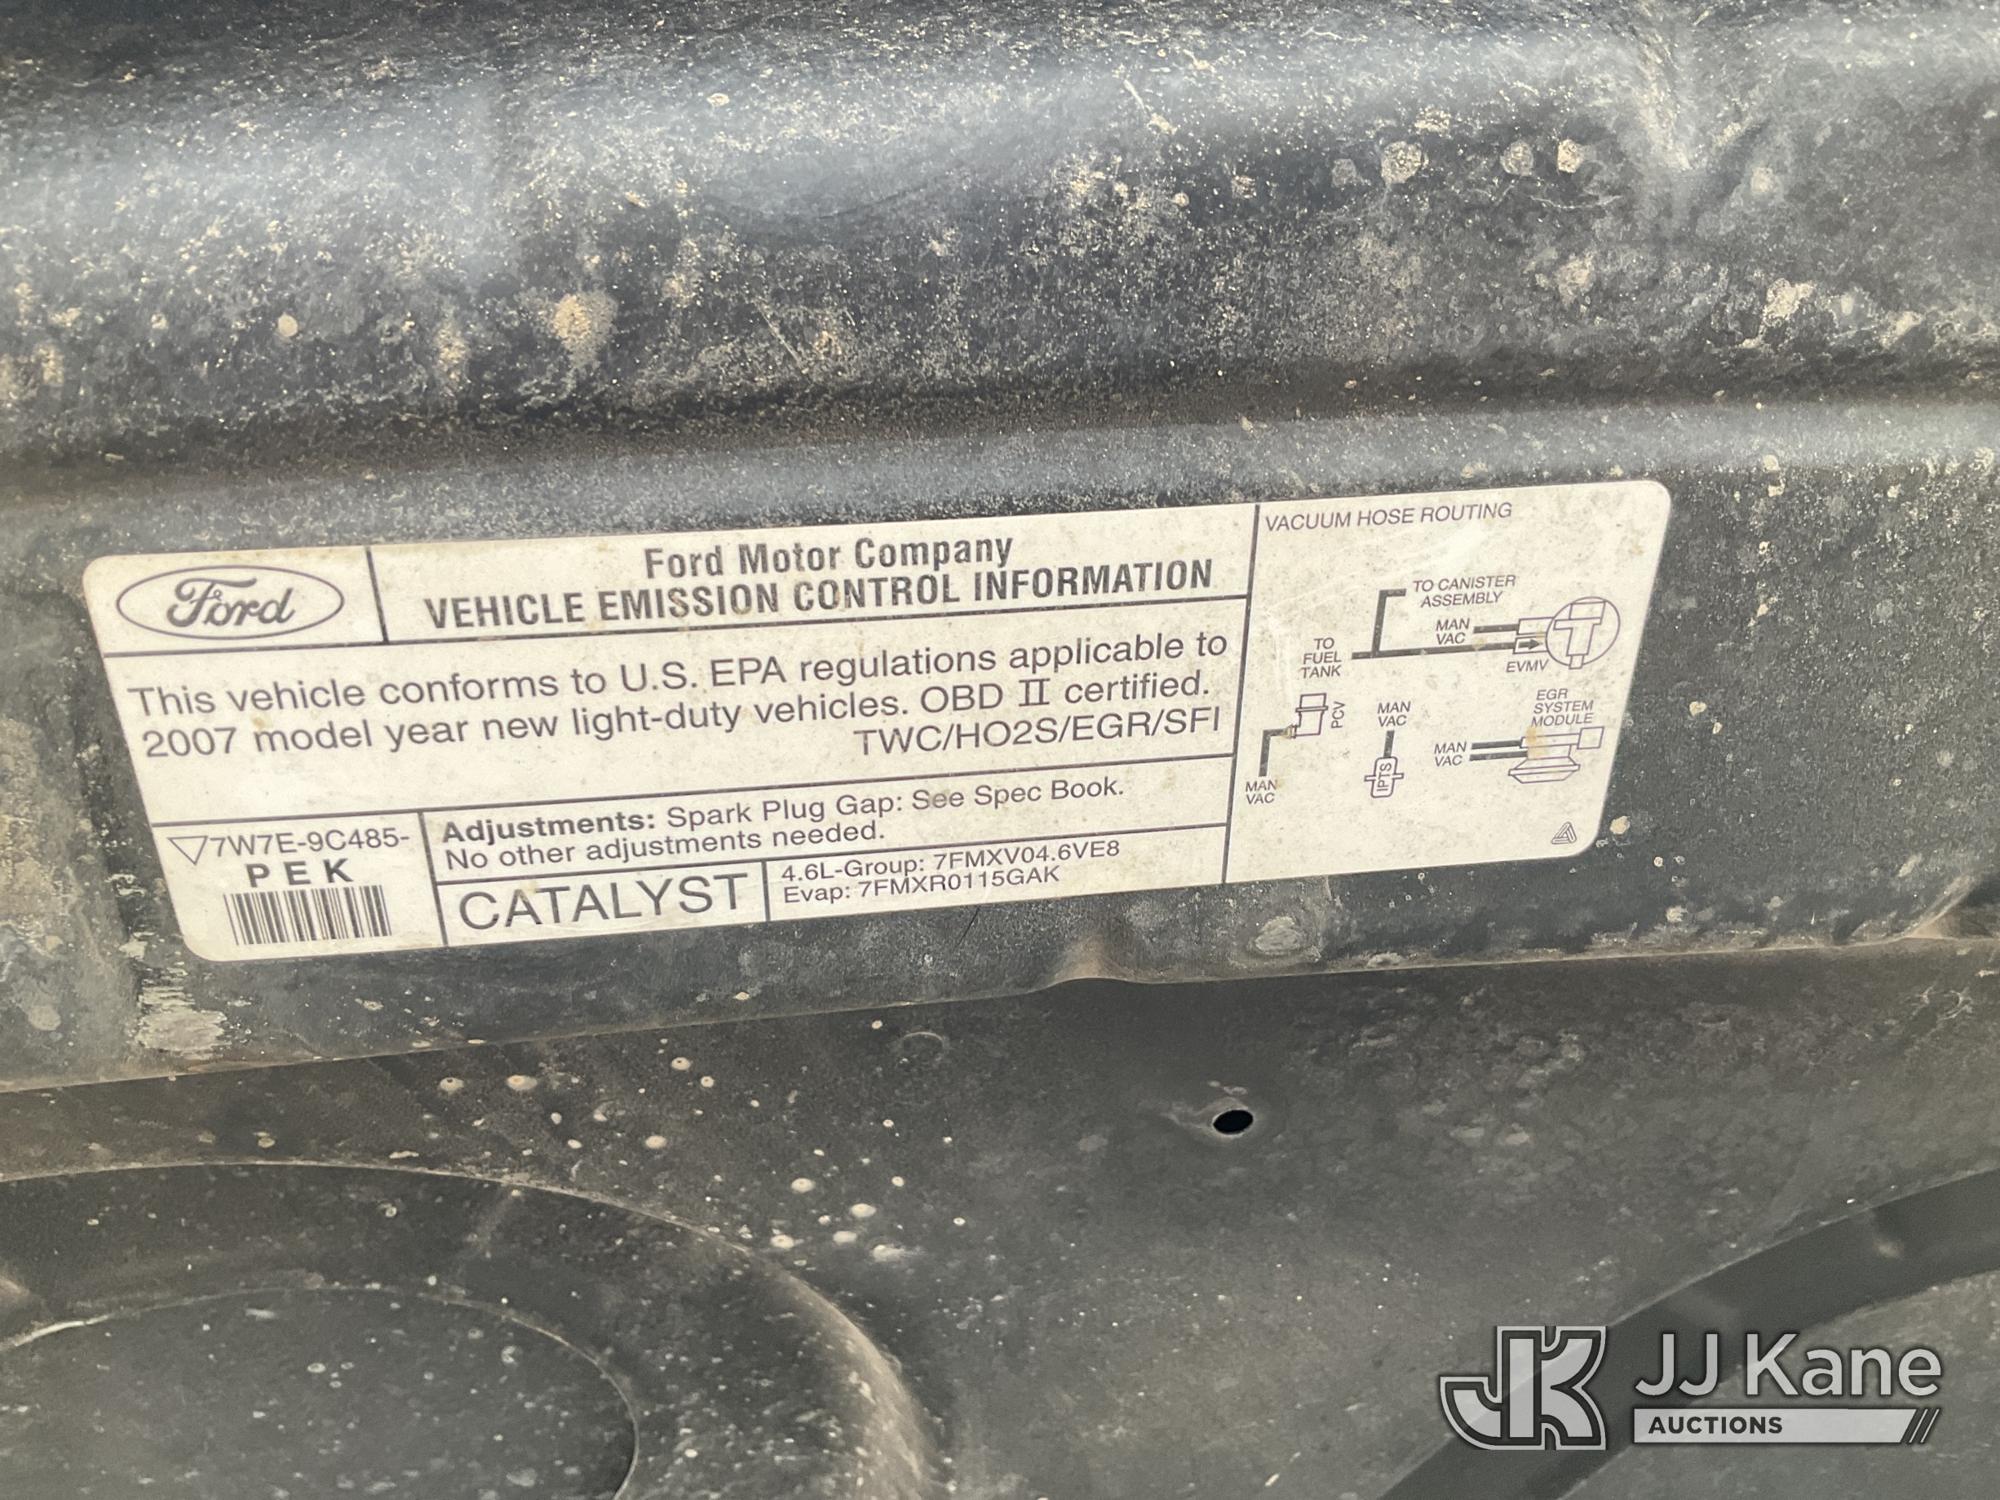 Ford
Ford Motor Company
VEHICLE EMISSION CONTROL INFORMATION
This vehicle conforms to U.S. EPA regulations applicable to
2007 model year new light-duty vehicles. OBD II certified.
TWC/HO2S/EGR/SFI
7W7E-9C485-
PEK
Adjustments: Spark Plug Gap: See Spec Book.
No other adjustments needed.
CATALYST
4.6L-Group: 7FMXV04.6VE8
Evap: 7FMXR0115GAK
VACUUM HOSE ROUTING
TO CANISTER
ASSEMBLY
MAN
VAC
EVMV
TO
FUEL
TANK
PCV
MAN
VAC
MAN
VAC
IPTS
EGR
SYSTEM
MODULE
MAN
VAC
JK
JJ Kane
AUCTIONS